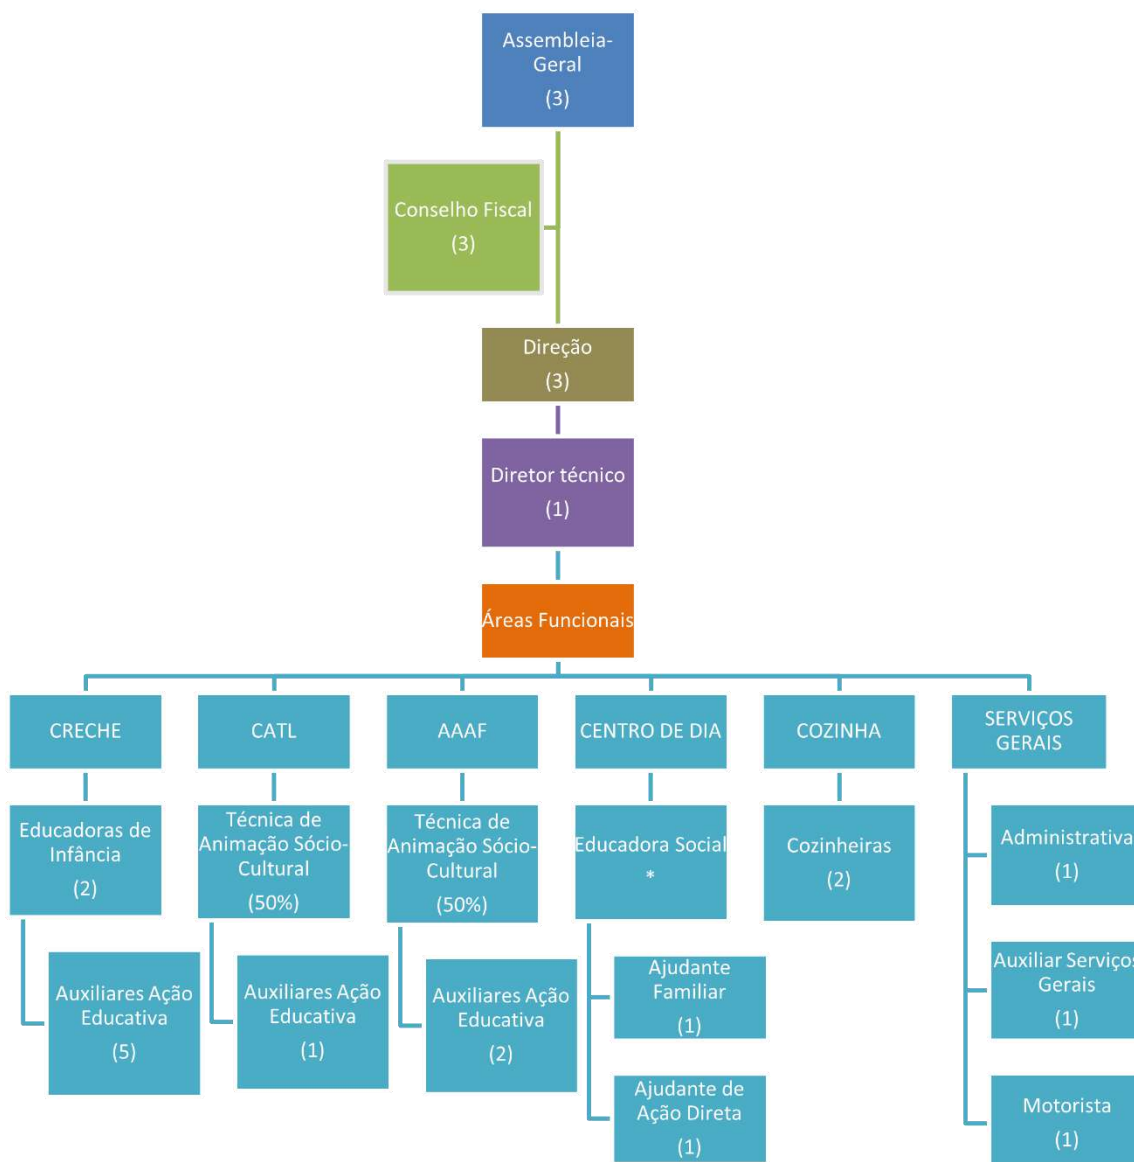 Assembleia-
Geral
(3)
Conselho Fiscal
(3)
Direção
(3)
Diretor técnico
(1)
Áreas Funcionais
CRECHE
CATL
AAAF
CENTRO DE DIA
COZINHA
SERVIÇOS
GERAIS
Educadoras de
Infância
(2)
Técnica de
Animação Sócio-
Cultural
(50%)
Técnica de
Animação Sócio-
Cultural
(50%)
Educadora Social
*
Cozinheiras
(2)
Administrativa
(1)
Auxiliares Ação
Educativa
(5)
Auxiliares Ação
Educativa
(1)
Auxiliares Ação
Educativa
(2)
Ajudante
Familiar
(1)
Auxiliar Serviços
Gerais
(1)
Ajudante de
Ação Direta
(1)
Motorista
(1)